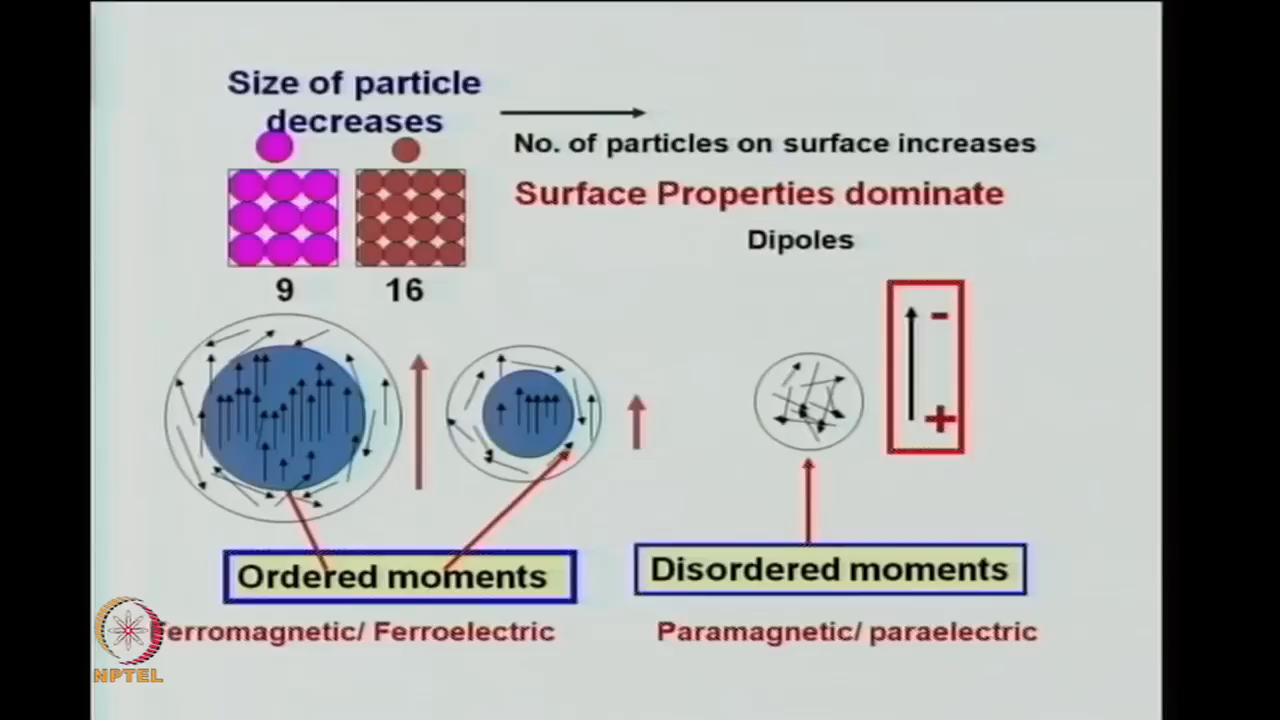 Size of particle
decreases
No. of particles on surface increases
Surface Properties dominate
Dipoles
9
16
-
+
Ordered moments
Disordered moments
Ferromagnetic/ Ferroelectric
Paramagnetic/ paraelectric
NPTEL